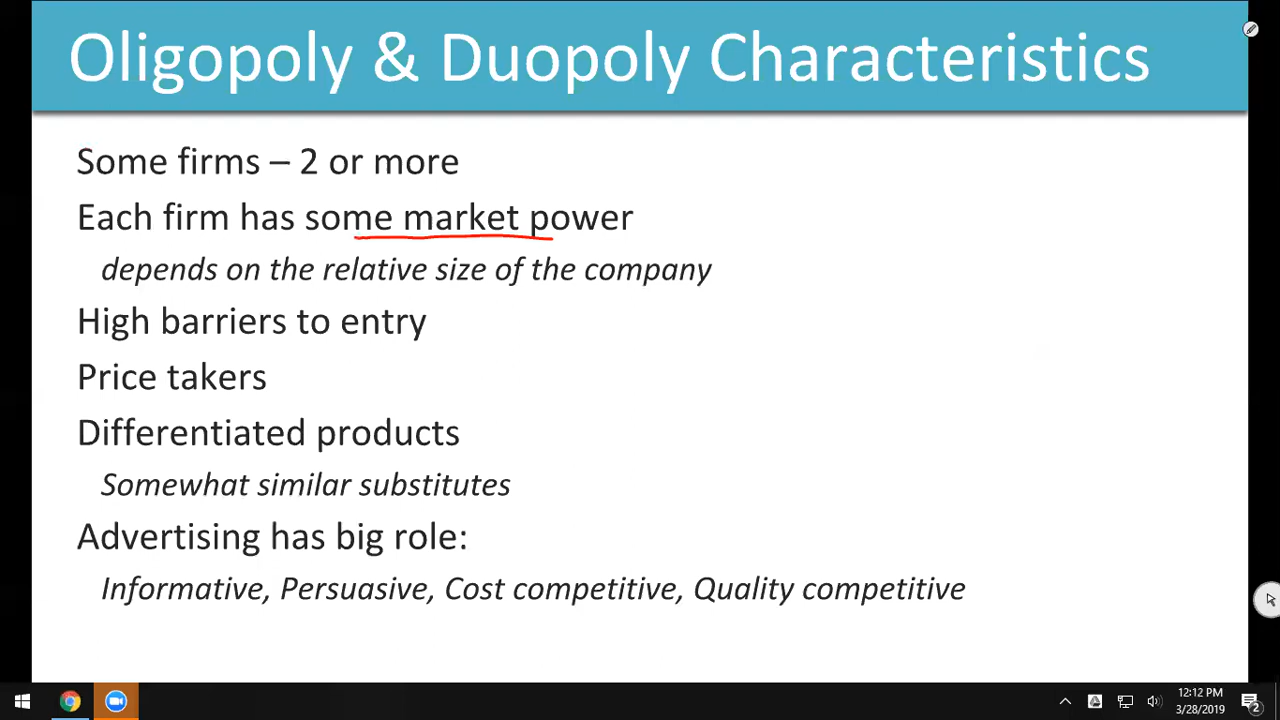 Oligopoly & Duopoly Characteristics
Some firms – 2 or more
Each firm has some market power
depends on the relative size of the company
High barriers to entry
Price takers
Differentiated products
Somewhat similar substitutes
Advertising has big role:
Informative, Persuasive, Cost competitive, Quality competitive
12:12 PM
3/28/2019
2